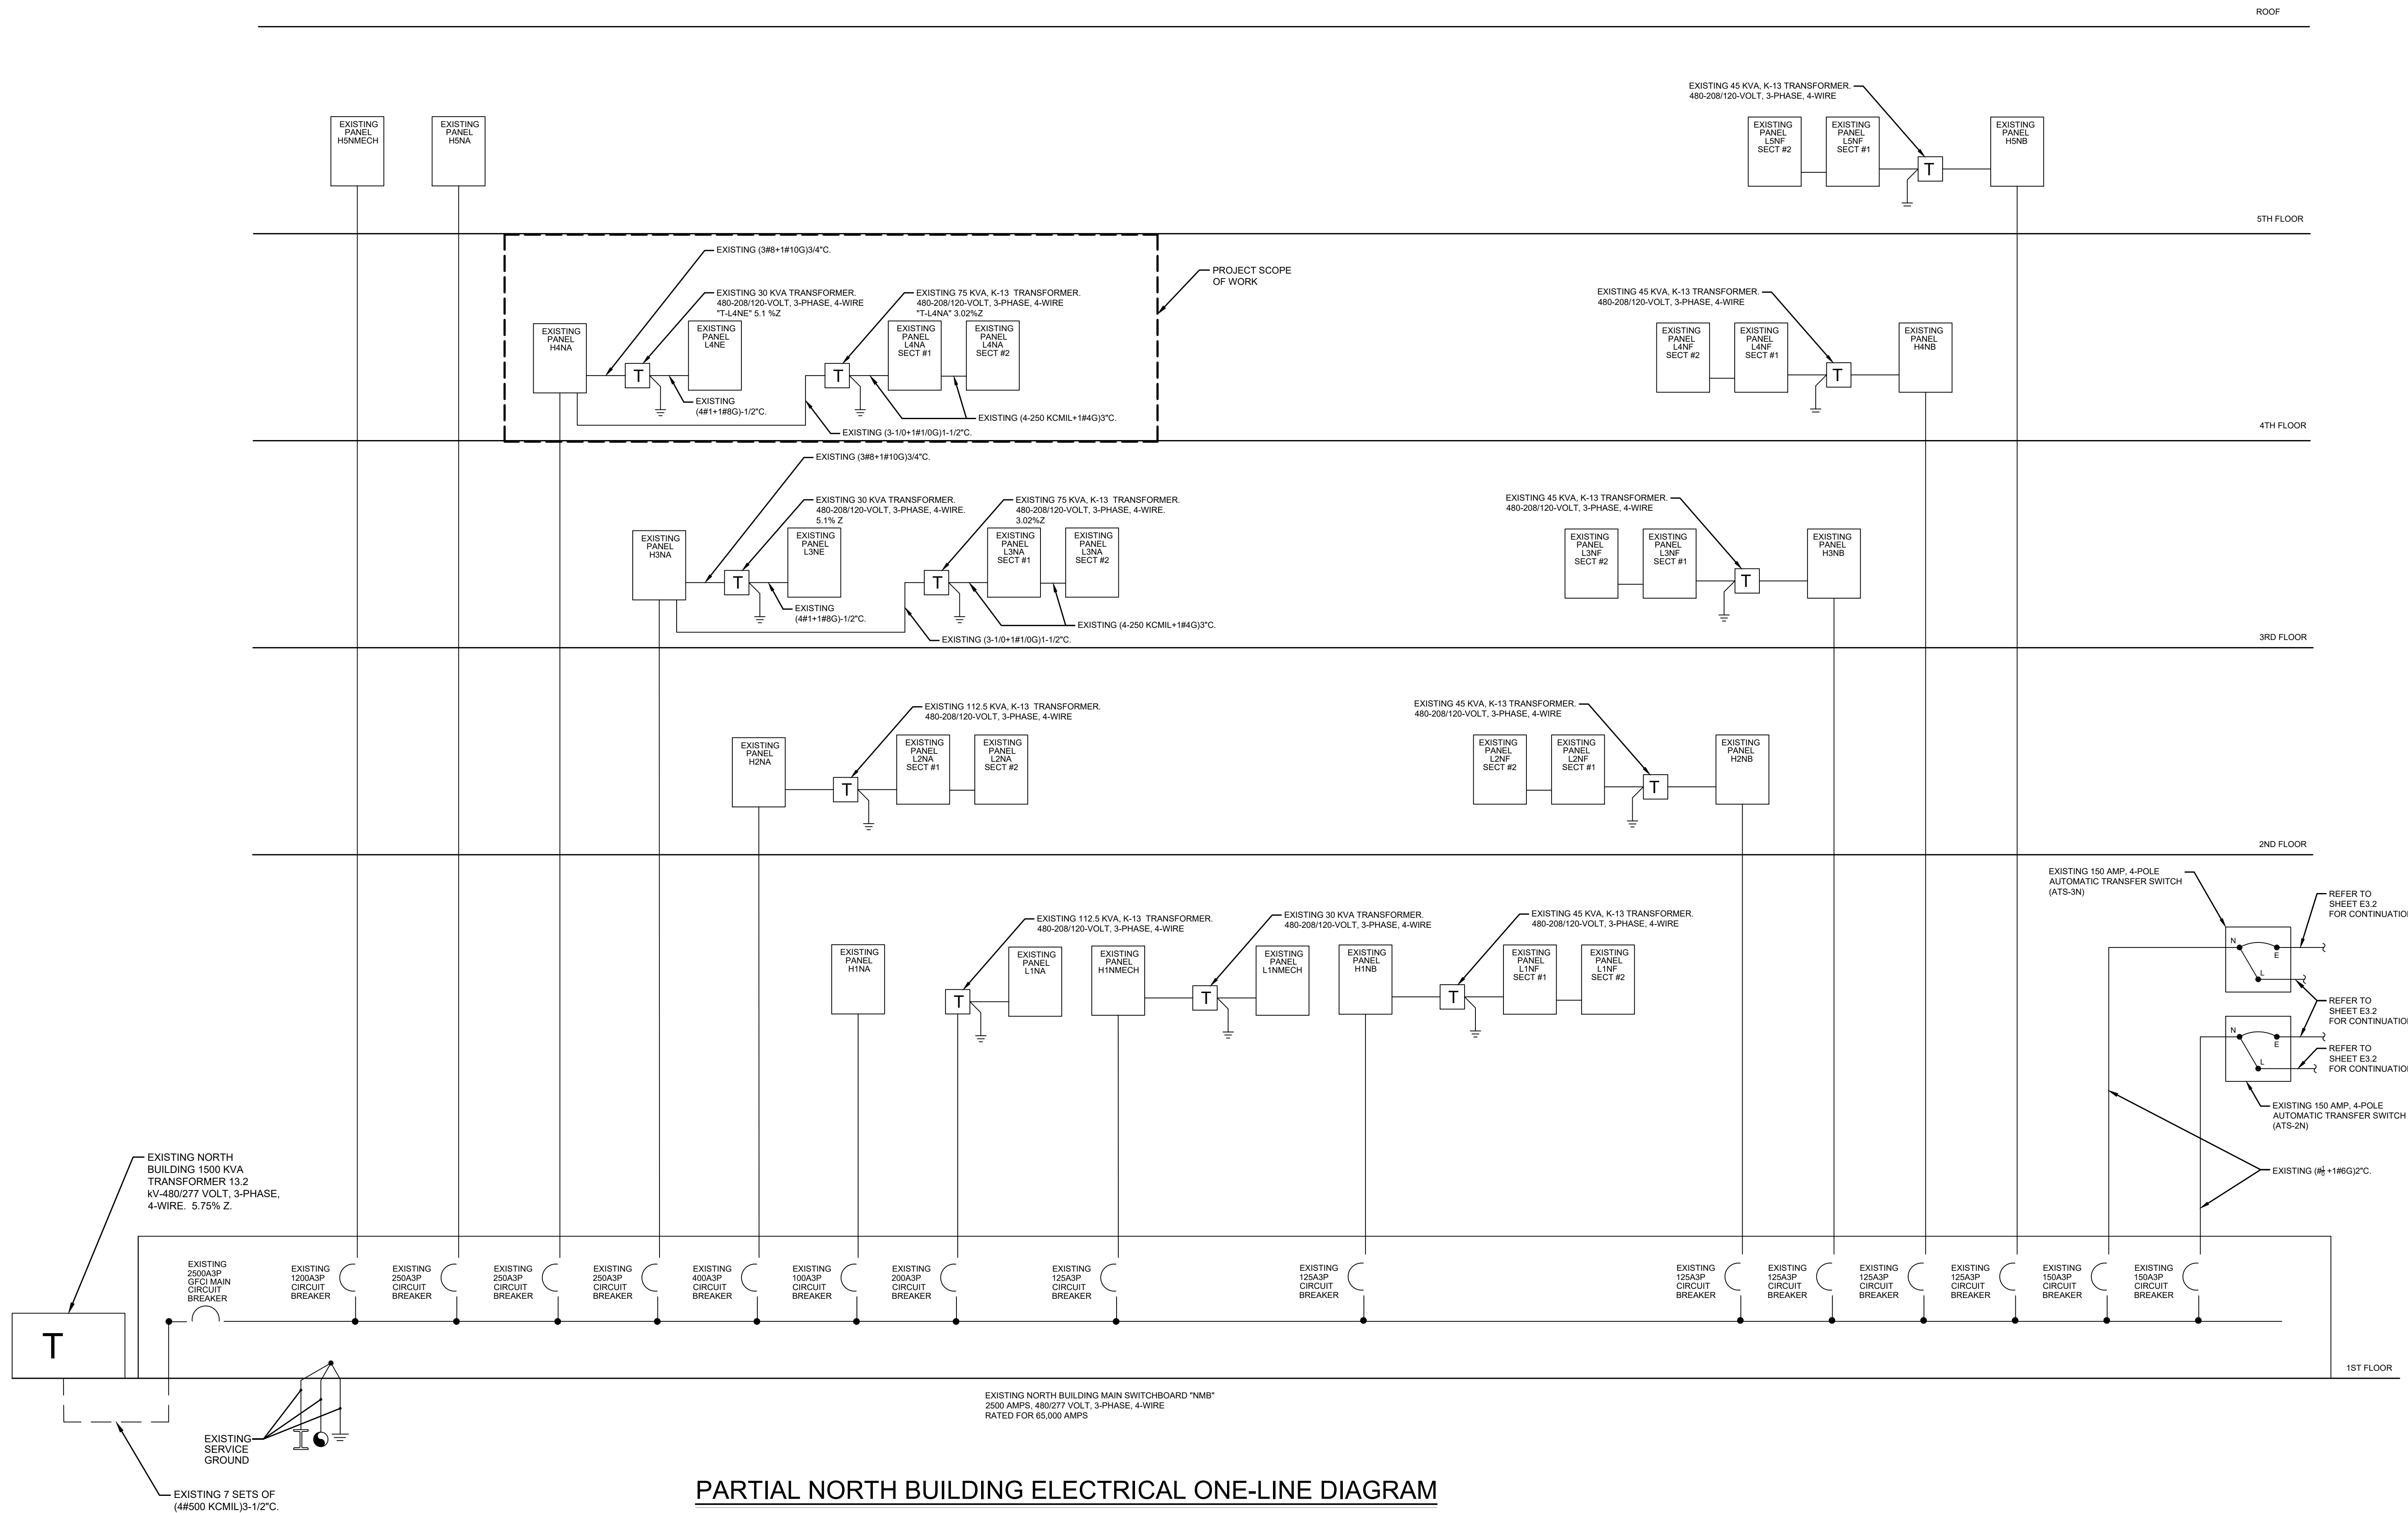 ROOF
EXISTING 45 KVA, K-13 TRANSFORMER.
480-208/120-VOLT, 3-PHASE, 4-WIRE
EXISTING
PANEL
H5NMECH
EXISTING
PANEL
H5NA
EXISTING
PANEL
L5NF
SECT #2
EXISTING
PANEL
L5NF
SECT #1
T
EXISTING
PANEL
H5NB
5TH FLOOR
EXISTING (3#8+1#10G)3/4"C.
PROJECT SCOPE
OF WORK
EXISTING 30 KVA TRANSFORMER.
480-208/120-VOLT, 3-PHASE, 4-WIRE
"T-L4NE" 5.1 %Z
EXISTING 75 KVA, K-13 TRANSFORMER.
480-208/120-VOLT, 3-PHASE, 4-WIRE
"T-L4NA" 3.02%Z
EXISTING 45 KVA, K-13 TRANSFORMER.
480-208/120-VOLT, 3-PHASE, 4-WIRE
EXISTING
PANEL
H4NA
T
EXISTING
PANEL
L4NE
T
EXISTING
PANEL
L4NA
SECT #1
EXISTING
PANEL
L4NA
SECT #2
EXISTING
PANEL
L4NF
SECT #2
EXISTING
PANEL
L4NF
SECT #1
T
EXISTING
PANEL
H4NB
EXISTING
(4#1+1#8G)-1/2"C.
EXISTING (4-250 KCMIL+1#4G)3"C.
EXISTING (3-1/0+1#1/0G)1-1/2"C.
4TH FLOOR
EXISTING (3#8+1#10G)3/4"C.
EXISTING 30 KVA TRANSFORMER.
480-208/120-VOLT, 3-PHASE, 4-WIRE.
5.1% Z
EXISTING 75 KVA, K-13 TRANSFORMER.
480-208/120-VOLT, 3-PHASE, 4-WIRE.
3.02%Z
EXISTING 45 KVA, K-13 TRANSFORMER.
480-208/120-VOLT, 3-PHASE, 4-WIRE
EXISTING
PANEL
H3NA
T
EXISTING
PANEL
L3NE
T
EXISTING
PANEL
L3NA
SECT #1
EXISTING
PANEL
L3NA
SECT #2
EXISTING
PANEL
L3NF
SECT #2
EXISTING
PANEL
L3NF
SECT #1
T
EXISTING
PANEL
H3NB
EXISTING
(4#1+1#8G)-1/2"C.
EXISTING (4-250 KCMIL+1#4G)3"C.
EXISTING (3-1/0+1#1/0G)1-1/2"C.
3RD FLOOR
EXISTING 112.5 KVA, K-13 TRANSFORMER.
480-208/120-VOLT, 3-PHASE, 4-WIRE
EXISTING 45 KVA, K-13 TRANSFORMER.
480-208/120-VOLT, 3-PHASE, 4-WIRE
EXISTING
PANEL
H2NA
T
EXISTING
PANEL
L2NA
SECT #1
EXISTING
PANEL
L2NA
SECT #2
EXISTING
PANEL
L2NF
SECT #2
EXISTING
PANEL
L2NF
SECT #1
T
EXISTING
PANEL
H2NB
2ND FLOOR
EXISTING 150 AMP, 4-POLE
AUTOMATIC TRANSFER SWITCH
(ATS-3N)
REFER TO
SHEET E3.2
FOR CONTINUATION
N
E
L
REFER TO
SHEET E3.2
FOR CONTINUATION
N
E
L
REFER TO
SHEET E3.2
FOR CONTINUATION
EXISTING 150 AMP, 4-POLE
AUTOMATIC TRANSFER SWITCH
(ATS-2N)
EXISTING 112.5 KVA, K-13 TRANSFORMER.
480-208/120-VOLT, 3-PHASE, 4-WIRE
EXISTING 30 KVA TRANSFORMER.
480-208/120-VOLT, 3-PHASE, 4-WIRE
EXISTING 45 KVA, K-13 TRANSFORMER.
480-208/120-VOLT, 3-PHASE, 4-WIRE
EXISTING
PANEL
H1NA
T
EXISTING
PANEL
L1NA
EXISTING
PANEL
H1NMECH
T
EXISTING
PANEL
L1NMECH
EXISTING
PANEL
H1NB
T
EXISTING
PANEL
L1NF
SECT #1
EXISTING
PANEL
L1NF
SECT #2
EXISTING +1#6G)2"C.
EXISTING NORTH
BUILDING 1500 KVA
TRANSFORMER 13.2
kV-480/277 VOLT, 3-PHASE,
4-WIRE. 5.75% Z.
T
EXISTING
2500A3P
GFCI MAIN
CIRCUIT
BREAKER
EXISTING
1200A3P
CIRCUIT
BREAKER
EXISTING
250A3P
CIRCUIT
BREAKER
EXISTING
250A3P
CIRCUIT
BREAKER
EXISTING
250A3P
CIRCUIT
BREAKER
EXISTING
400A3P
CIRCUIT
BREAKER
EXISTING
100A3P
CIRCUIT
BREAKER
EXISTING
200A3P
CIRCUIT
BREAKER
EXISTING
125A3P
CIRCUIT
BREAKER
EXISTING
125A3P
CIRCUIT
BREAKER
EXISTING
125A3P
CIRCUIT
BREAKER
EXISTING
125A3P
CIRCUIT
BREAKER
EXISTING
125A3P
CIRCUIT
BREAKER
EXISTING
125A3P
CIRCUIT
BREAKER
EXISTING
150A3P
CIRCUIT
BREAKER
EXISTING
150A3P
CIRCUIT
BREAKER
1ST FLOOR
EXISTING NORTH BUILDING MAIN SWITCHBOARD "NMB"
2500 AMPS, 480/277 VOLT, 3-PHASE, 4-WIRE
RATED FOR 65,000 AMPS
EXISTING
SERVICE
GROUND
EXISTING 7 SETS OF
(4#500 KCMIL)3-1/2"C.
PARTIAL NORTH BUILDING ELECTRICAL ONE-LINE DIAGRAM